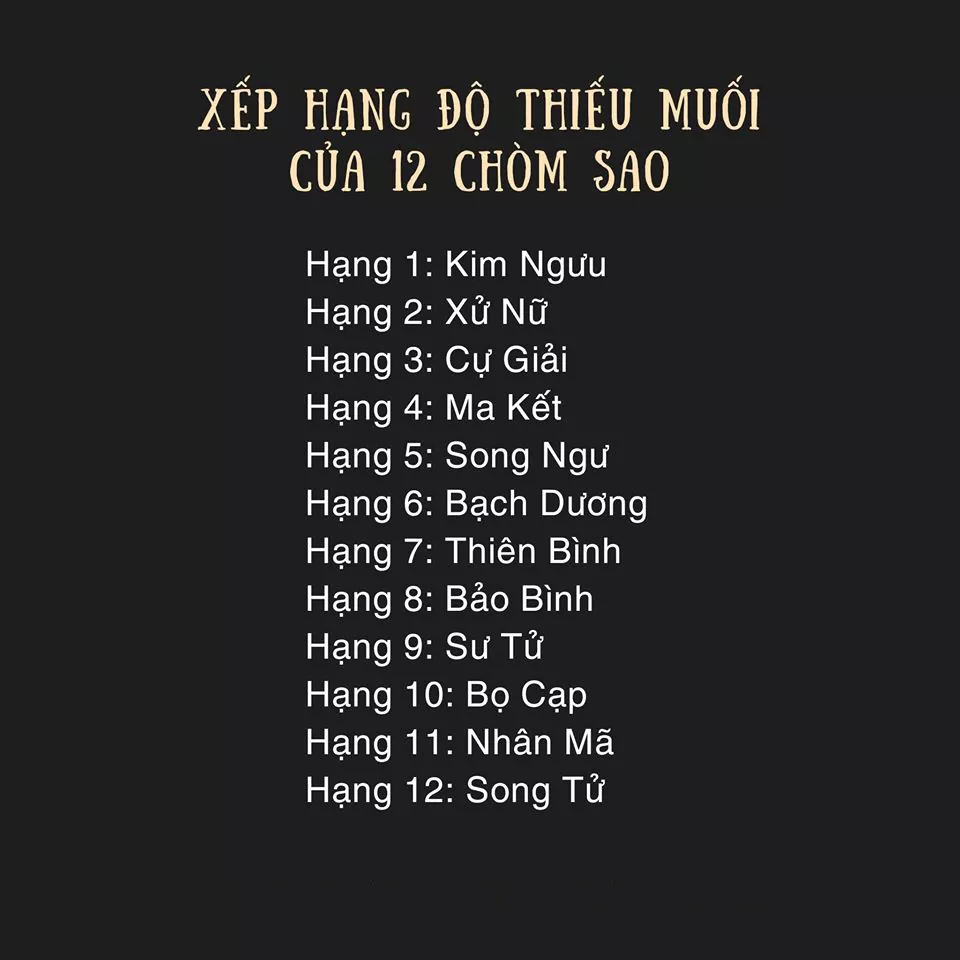 XẾP HẠNG ĐỘ THIẾU MUỐI
CỦA 12 CHÒM SAO
Hạng 1: Kim Ngưu
Hạng 2: Xử Nữ
Hạng 3: Cự Giải
Hạng 4: Ma Kết
Hạng 5: Song Ngư
Hạng 6: Bạch Dương
Hạng 7: Thiên Bình
Hạng 8: Bảo Bình
Hạng 9: Sư Tử
Hạng 10: Bọ Cạp
Hạng 11: Nhân Mã
Hạng 12: Song Tử